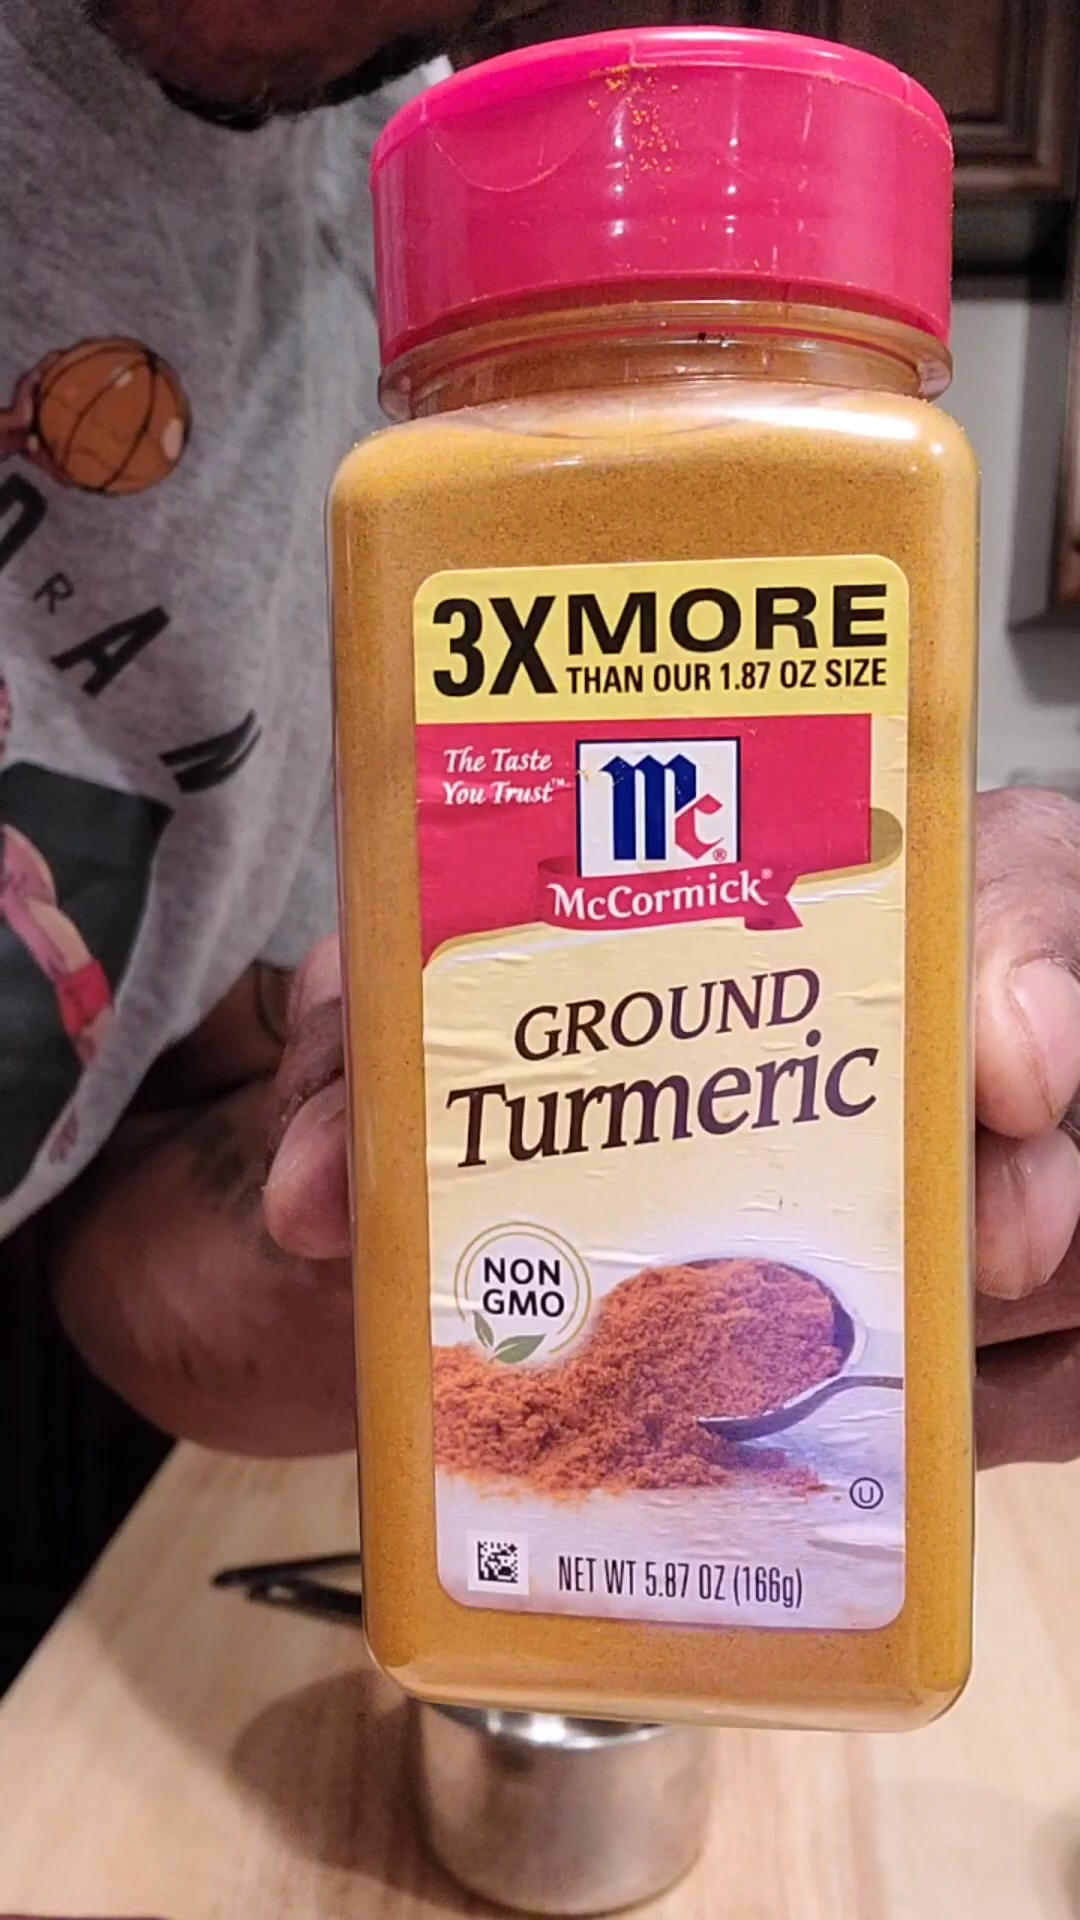 3X MORE
THAN OUR 1.87 OZ SIZE
The Taste
You Trust™
Mc®
McCormick®
GROUND
Turmeric
NON
GMO
U
NET WT 5.87 OZ (166g)